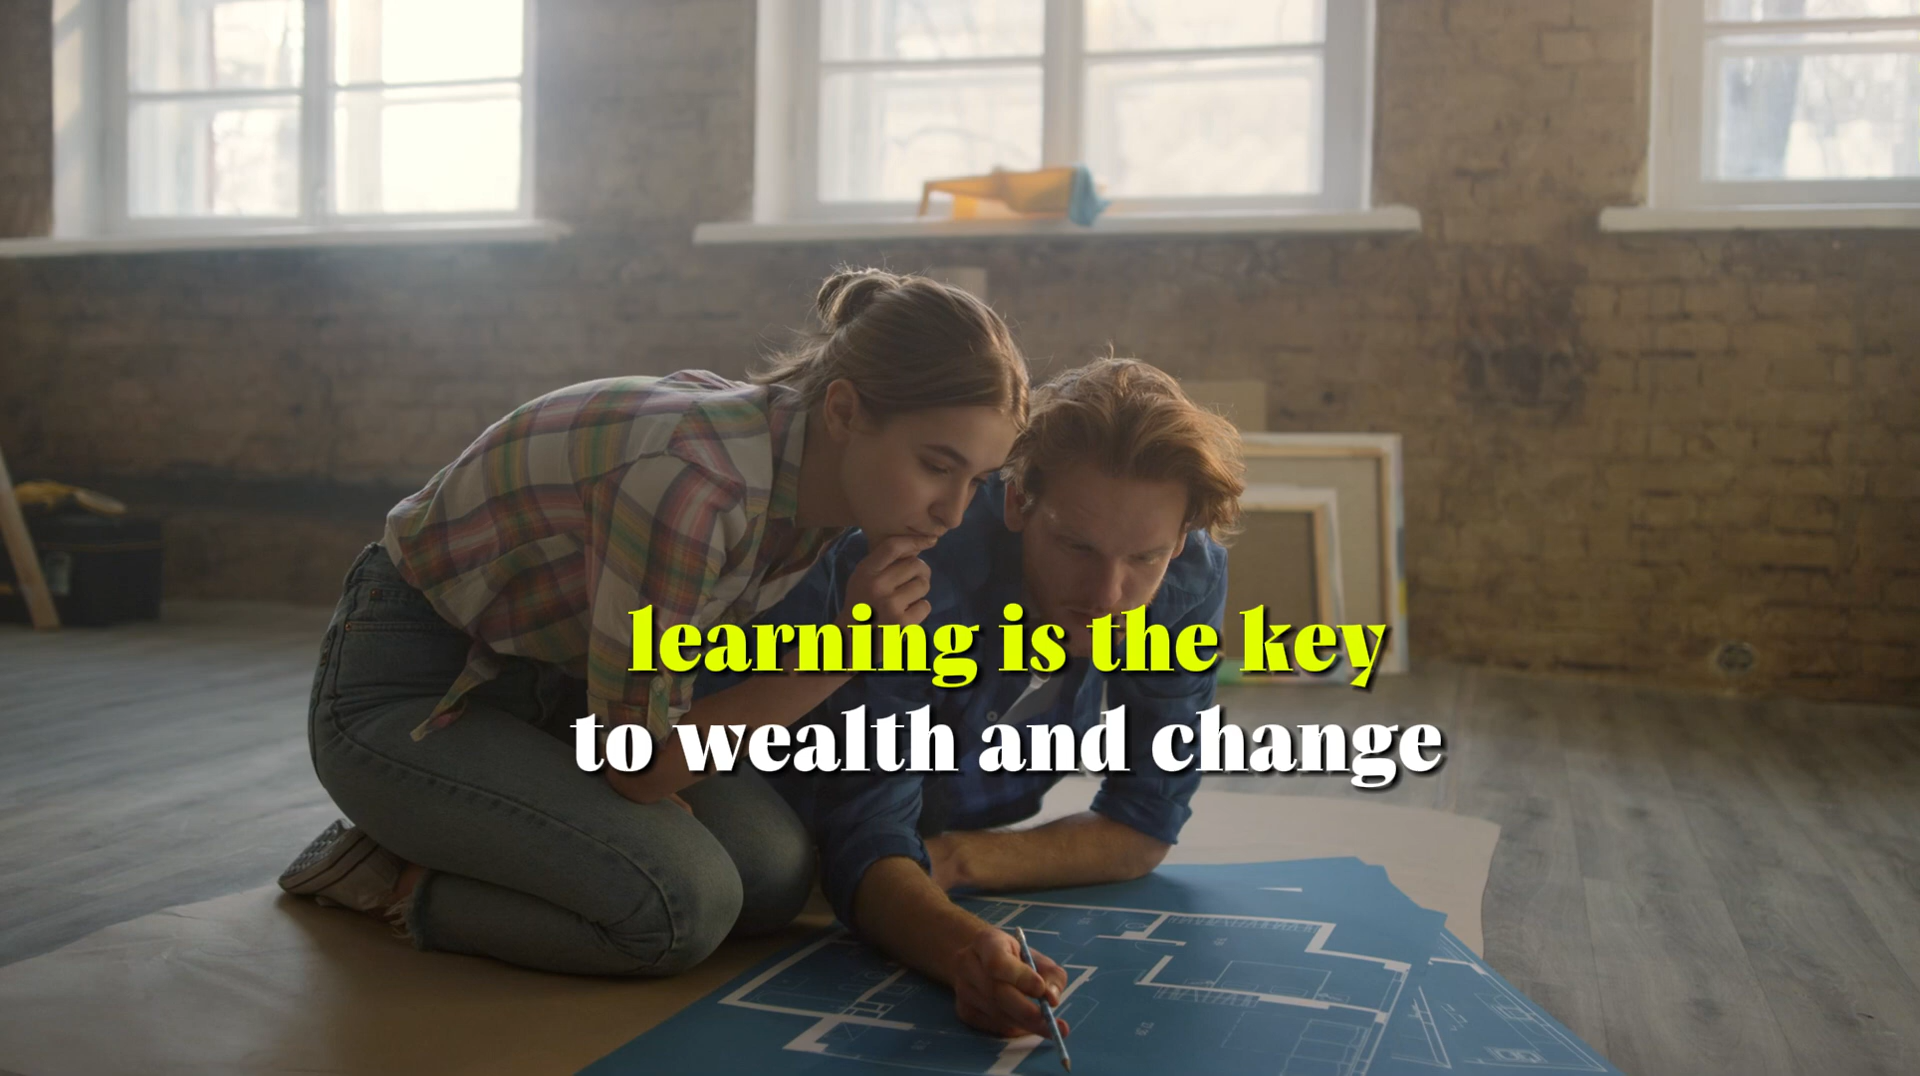 learning is the key
to wealth and change